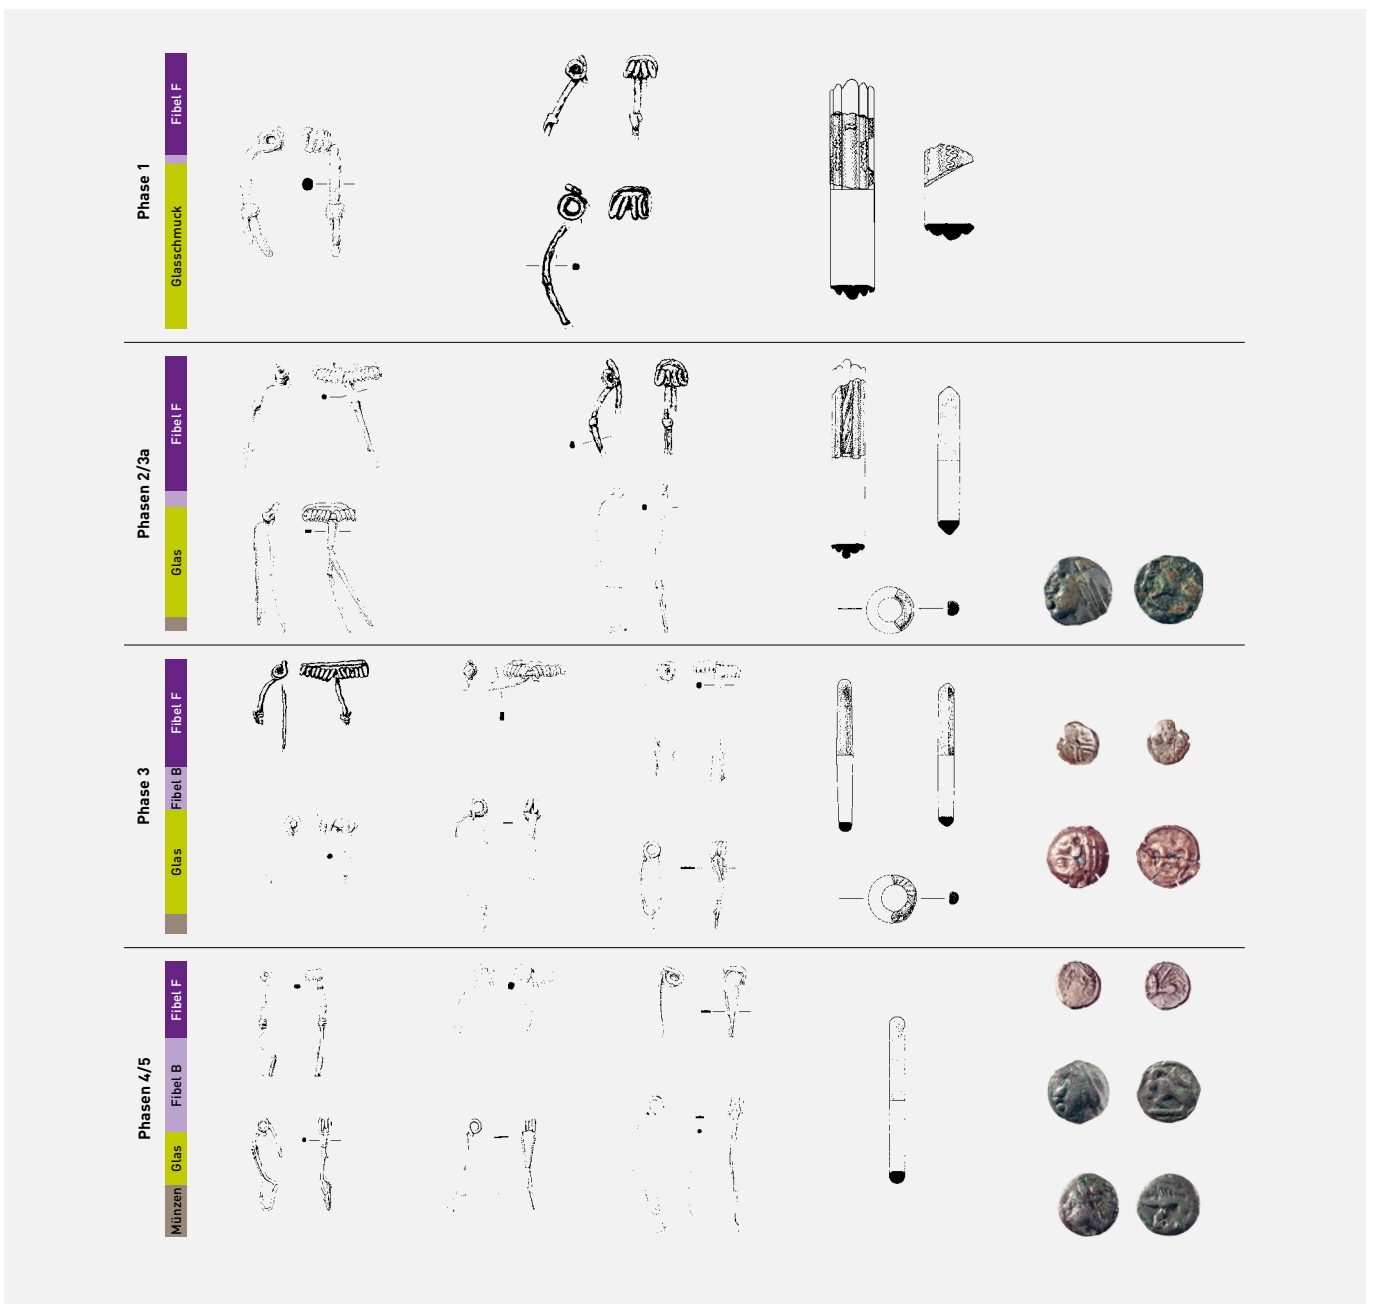 Phase 1
Fibel F
Glasschmuck
Phasen 2/3a
Fibel F
Glas
Phase 3
Fibel F
Fibel B
Glas
Phasen 4/5
Fibel F
Fibel B
Glas
Münzen